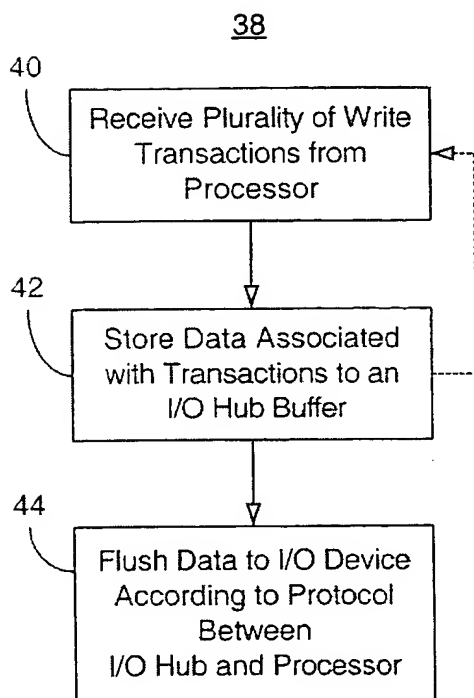 38
40
Receive Plurality of Write
Transactions from
Processor
42
Store Data Associated
with Transactions to an
I/O Hub Buffer
44
Flush Data to I/O Device
According to Protocol
Between
I/O Hub and Processor